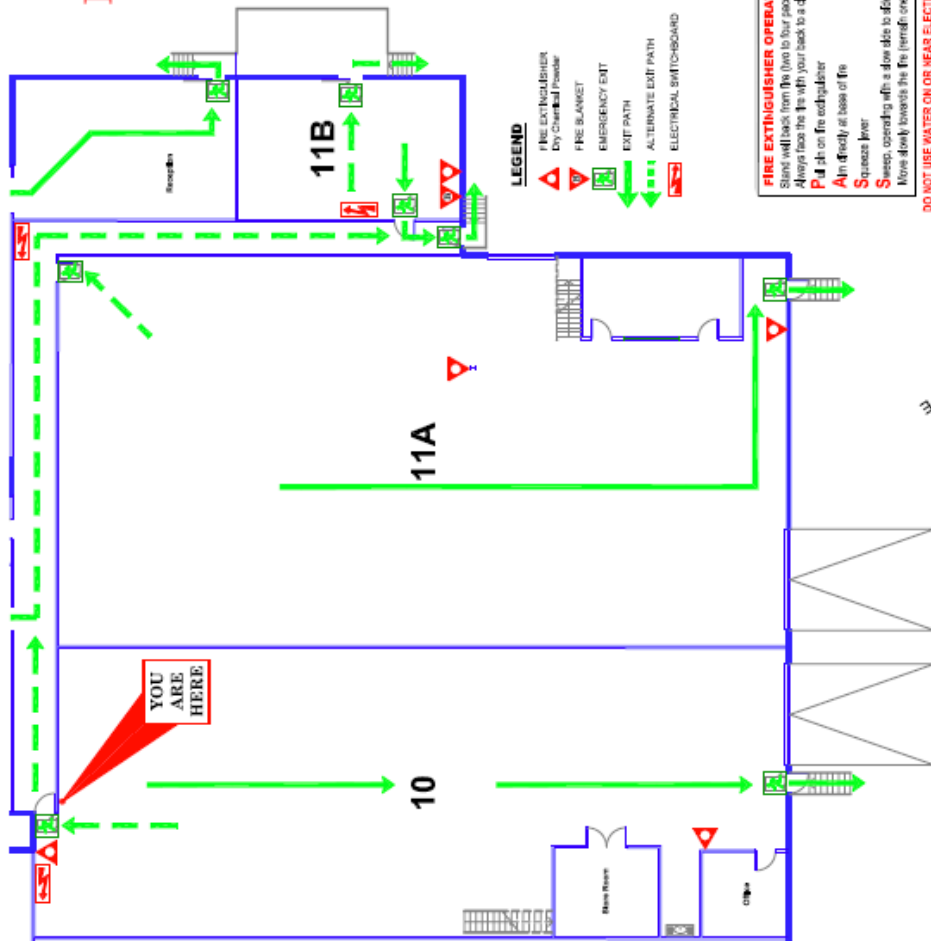 Reception
11B
11A
YOU
ARE
HERE
10
Store Room
Office
LEGEND
FIRE EXTINGUISHER
Dry Chemical Powder
FIRE BLANKET
EMERGENCY EXIT
EXIT PATH
ALTERNATE EXIT PATH
ELECTRICAL SWITCHBOARD
FIRE EXTINGUISHER OPERA
Stand well back from fire (two to four pac
Always face the fire with your back to a
Pull pin on fire extinguisher
Aim directly at base of fire
Squeeze lever
Sweep, operating with a slow side to sid
Move slowly towards the fire (remain one
DO NOT USE WATER ON OR NEAR ELECT